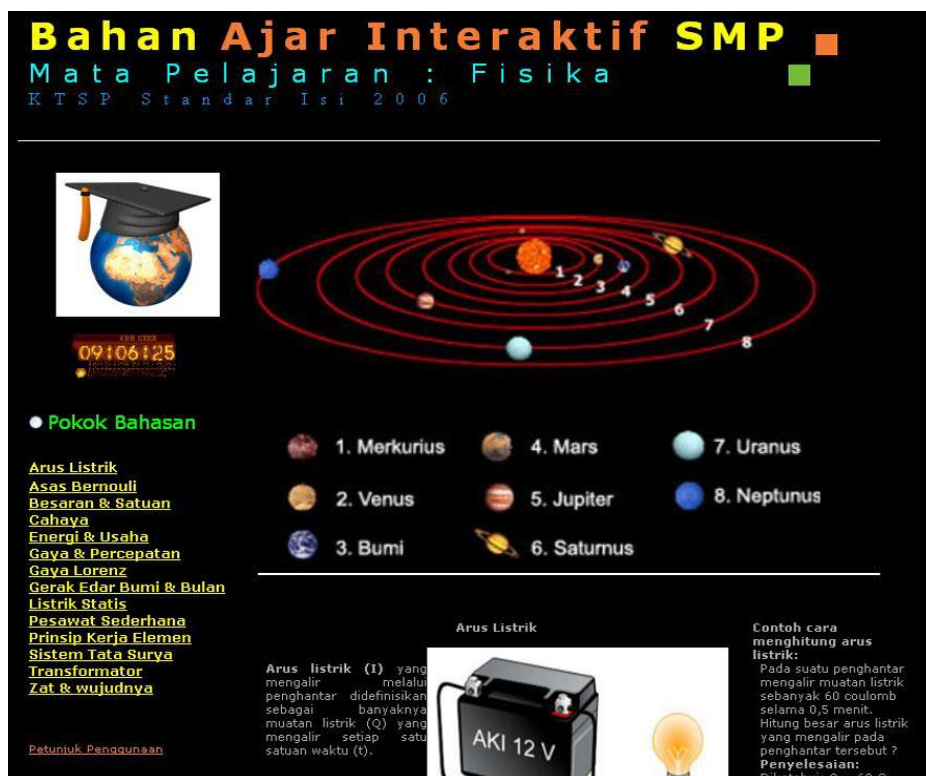 Bahan Ajar Interaktif SMP
Mata Pelajaran : Fisika
KTSP Standar Isi 2006
09:06:25
1
2
3
4
5
6
7
8
1. Merkurius
4. Mars
7. Uranus
2. Venus
5. Jupiter
8. Neptunus
3. Bumi
6. Saturnus
Pokok Bahasan
Arus Listrik
Asas Bernouli
Besaran & Satuan
Cahaya
Energi & Usaha
Gaya & Percepatan
Gaya Lorenz
Gerak Edar Bumi & Bulan
Listrik Statis
Pesawat Sederhana
Prinsip Kerja Elemen
Sistem Tata Surya
Transformator
Zat & wujudnya
Petunjuk Penggunaan
Arus Listrik
Arus listrik (I) yang
mengalir melalui
penghantar didefinisikan
sebagai banyaknya
muatan listrik (Q) yang
mengalir setiap satu
satuan waktu (t).
AKI 12 V
Contoh cara
menghitung arus
listrik:
Pada suatu penghantar
mengalir muatan listrik
sebanyak 60 coulomb
selama 0,5 menit.
Hitung besar arus listrik
yang mengalir pada
penghantar tersebut ?
Penyelesaian: